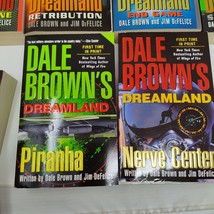 Dreamland
RETRIBUTION
DALE BROWN and JIM DeFELICE
Dreamland
END GAME
DALE BROWN and JIM DeFELICE
FIRST TIME
IN PRINT
DALE
New York Times
Bestselling Author
of Wings of Fire
BROWN'S
DREAMLAND
Piranha
Written by Dale Brown and Jim DeFelice
FIRST TIME
IN PRINT
DALE
New York Times
Bestselling Author
of Wings of Fire
BROWN'S
DREAMLAND
Nerve Center
Written by Dale Brown and Jim DeFelice